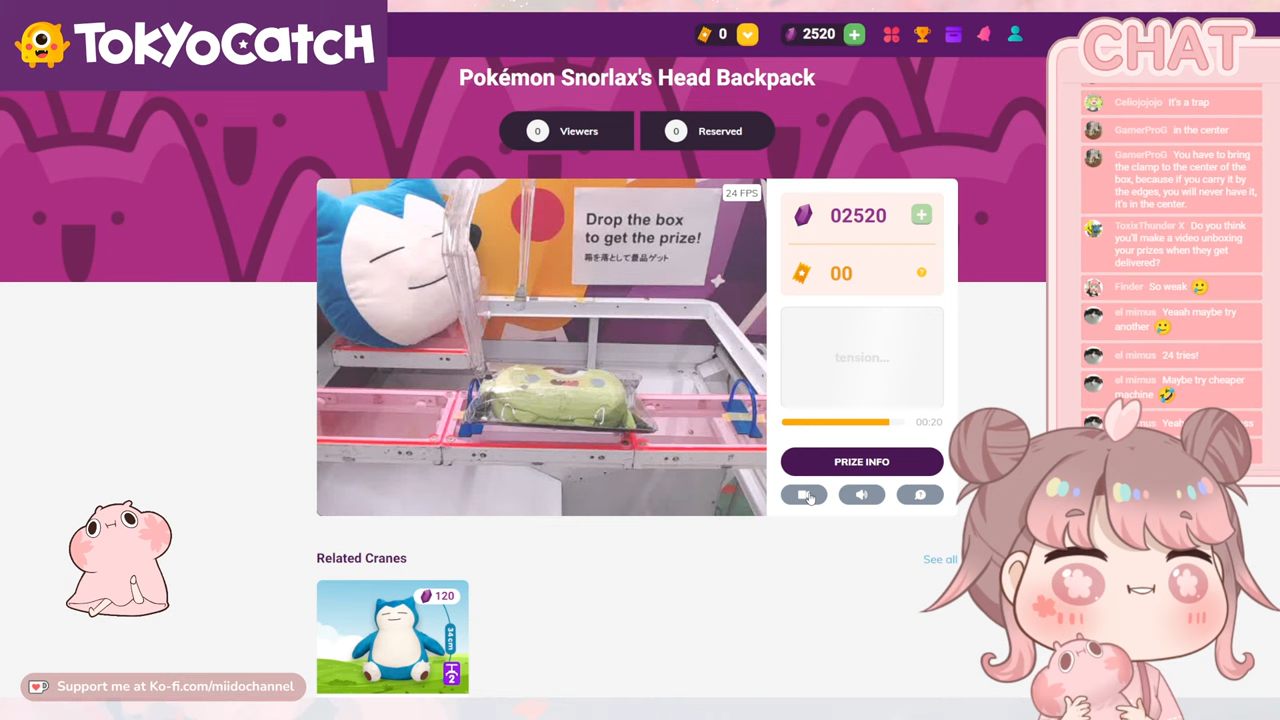 TOKYOCATCH
0
2520
CHAT
Pokémon Snorlax's Head Backpack
0 Viewers
0 Reserved
24 FPS
Drop the box
to get the prize!
箱を落として景品ゲット
02520
00
?
tension...
00:20
PRIZE INFO
Related Cranes
See all
120
34 cm
2
Support me at Ko-fi.com/miidochannel
Cellojojojo It's a trap
GamerProG in the center
GamerProG You have to bring
the clamp to the center of the
box, because if you carry it by
the edges, you will never have it,
it's in the center.
ToxixThunder X Do you think
you'll make a video unboxing
your prizes when they get
delivered?
Finder So weak
el mimus Yeaah maybe try
another
el mimus 24 tries!
el mimus Maybe try cheaper
machine